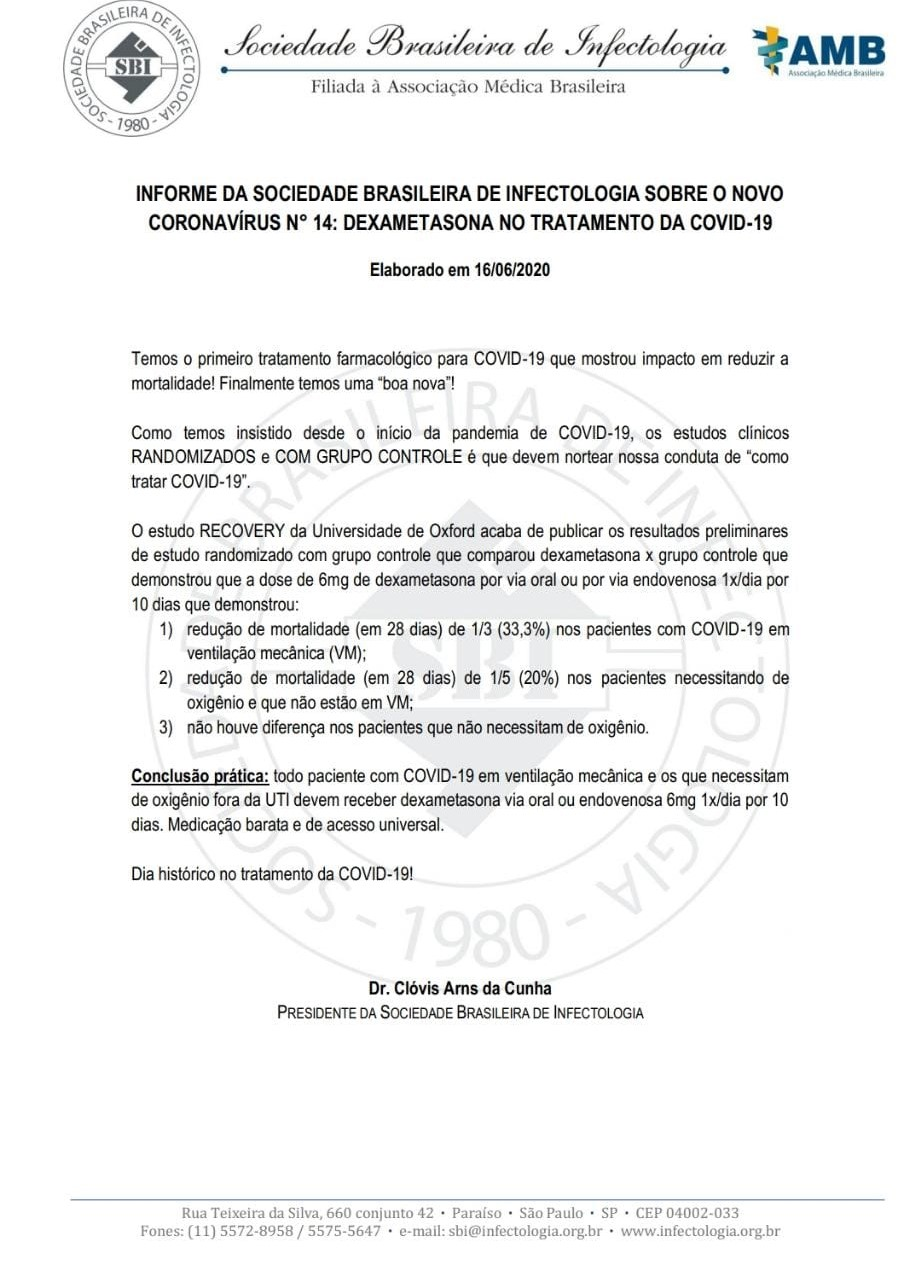 SOCIEDADE BRASILEIRA DE INFECTOLOGIA
SBI
- 1980 -
Sociedade Brasileira de Infectologia
Filiada à Associação Médica Brasileira
AMB
Associação Médica Brasileira
INFORME DA SOCIEDADE BRASILEIRA DE INFECTOLOGIA SOBRE O NOVO
CORONAVÍRUS N° 14: DEXAMETASONA NO TRATAMENTO DA COVID-19
Elaborado em 16/06/2020
Temos o primeiro tratamento farmacológico para COVID-19 que mostrou impacto em reduzir a
mortalidade! Finalmente temos uma “boa nova”!
Como temos insistido desde o início da pandemia de COVID-19, os estudos clínicos
RANDOMIZADOS e COM GRUPO CONTROLE é que devem nortear nossa conduta de “como
tratar COVID-19”.
O estudo RECOVERY da Universidade de Oxford acaba de publicar os resultados preliminares
de estudo randomizado com grupo controle que comparou dexametasona x grupo controle que
demonstrou que a dose de 6mg de dexametasona por via oral ou por via endovenosa 1x/dia por
10 dias que demonstrou:
1) redução de mortalidade (em 28 dias) de 1/3 (33,3%) nos pacientes com COVID-19 em
ventilação mecânica (VM);
2) redução de mortalidade (em 28 dias) de 1/5 (20%) nos pacientes necessitando de
oxigênio e que não estão em VM;
3) não houve diferença nos pacientes que não necessitam de oxigênio.
Conclusão prática: todo paciente com COVID-19 em ventilação mecânica e os que necessitam
de oxigênio fora da UTI devem receber dexametasona via oral ou endovenosa 6mg 1x/dia por 10
dias. Medicação barata e de acesso universal.
Dia histórico no tratamento da COVID-19!
SOCIEDADE BRASILEIRA DE INFECTOLOGIA
SBI
- 1980 -
Dr. Clóvis Arns da Cunha
PRESIDENTE DA SOCIEDADE BRASILEIRA DE INFECTOLOGIA
Rua Teixeira da Silva, 660 conjunto 42 • Paraíso • São Paulo • SP • CEP 04002-033
Fones: (11) 5572-8958 / 5575-5647 • e-mail: sbi@infectologia.org.br • www.infectologia.org.br